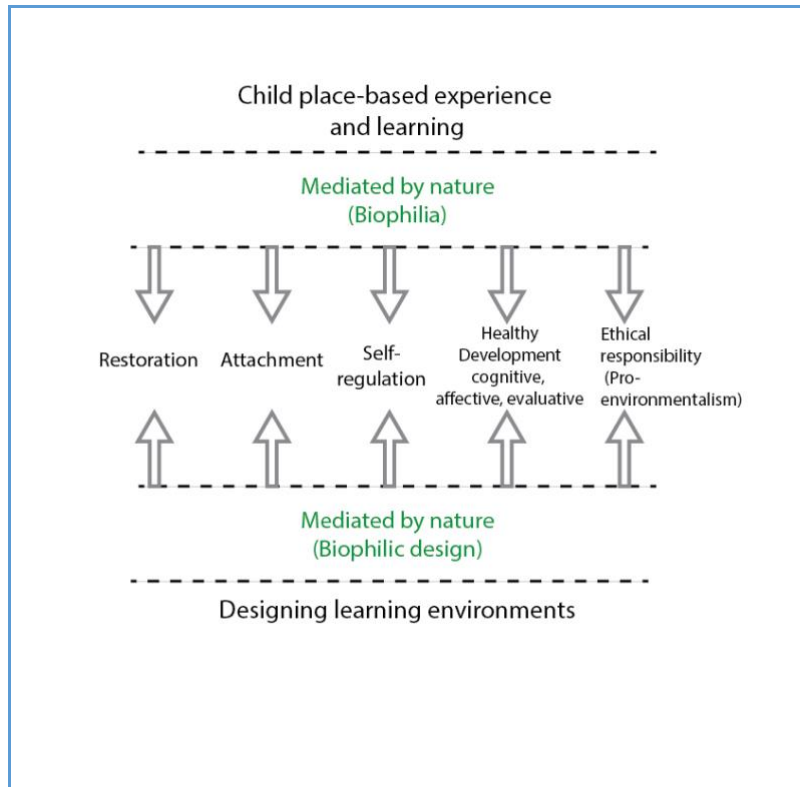 Child place-based experience
and learning
Mediated by nature
(Biophilia)
Restoration
Attachment
Self-
regulation
Healthy
Development
cognitive,
affective, evaluative
Ethical
responsibility
(Pro-
environmentalism)
Mediated by nature
(Biophilic design)
Designing learning environments